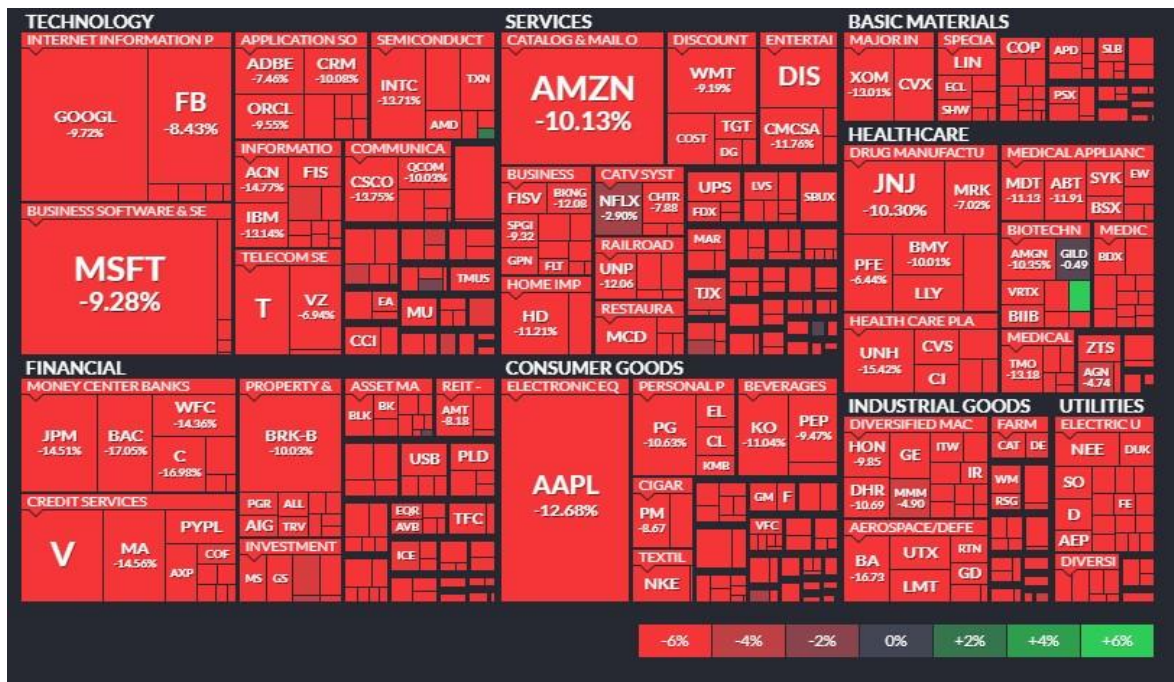 TECHNOLOGY
INTERNET INFORMATION P
GOOGL
-9.72%
FB
-8.43%
APPLICATION SO
ADBE
-7.46%
CRM
-10.08%
ORCL
-9.55%
SEMICONDUCT
INTC
-13.71%
TXN
AMD
INFORMATIO
ACN
-14.77%
FIS
IBM
-13.14%
COMMUNICA
CSCO
-13.75%
QCOM
-10.03%
BUSINESS SOFTWARE & SE
MSFT
-9.28%
TELECOM SE
T
VZ
-6.94%
TMUS
EA
MU
CCI
SERVICES
CATALOG & MAIL O
AMZN
-10.13%
DISCOUNT
WMT
-9.19%
COST
TGT
DG
ENTERTAI
DIS
CMCSA
-11.76%
BUSINESS
FISV
BKNG
-12.08
SPGI
-9.32
GPN
FLT
CATV SYST
NFLX
-2.90%
CHTR
-7.88
UPS
FDX
LVS
SBUX
RAILROAD
UNP
-12.06
MAR
TJX
HOME IMP
HD
-11.21%
RESTAURA
MCD
BASIC MATERIALS
MAJOR IN
XOM
-13.01%
CVX
SPECIA
LIN
ECL
SHW
COP
APD
SLB
PSX
HEALTHCARE
DRUG MANUFACTU
JNJ
-10.30%
MRK
-7.02%
PFE
-6.44%
BMY
-10.01%
LLY
MEDICAL APPLIANC
MDT
-11.13
ABT
-11.91
SYK
EW
BSX
BIOTECHN
AMGN
-10.35%
GILD
-0.49
VRTX
BIIB
MEDIC
BDX
HEALTH CARE PLA
UNH
-15.42%
CVS
CI
MEDICAL
TMO
-13.18
ZTS
AGN
-4.74
FINANCIAL
MONEY CENTER BANKS
JPM
-14.51%
BAC
-17.05%
WFC
-14.36%
C
-16.98%
PROPERTY &
BRK-B
-10.03%
PGR
ALL
AIG
TRV
ASSET MA
BLK
BK
REIT -
AMT
-8.18
USB
PLD
CREDIT SERVICES
V
MA
-14.56%
PYPL
AXP
COF
INVESTMENT
MS
GS
EQR
AVB
TFC
ICE
CONSUMER GOODS
ELECTRONIC EQ
AAPL
-12.68%
PERSONAL P
PG
-10.63%
EL
CL
KMB
BEVERAGES
KO
-11.04%
PEP
-9.47%
CIGAR
PM
-8.67
GM
F
VFC
TEXTIL
NKE
INDUSTRIAL GOODS
DIVERSIFIED MAC
HON
-9.85
GE
ITW
IR
DHR
-10.69
MMM
-4.90
FARM
CAT
DE
WM
RSG
AEROSPACE/DEFE
BA
-16.73
UTX
RTN
LMT
GD
UTILITIES
ELECTRIC U
NEE
DUK
SO
D
FE
AEP
DIVERSI
-6%
-4%
-2%
0%
+2%
+4%
+6%